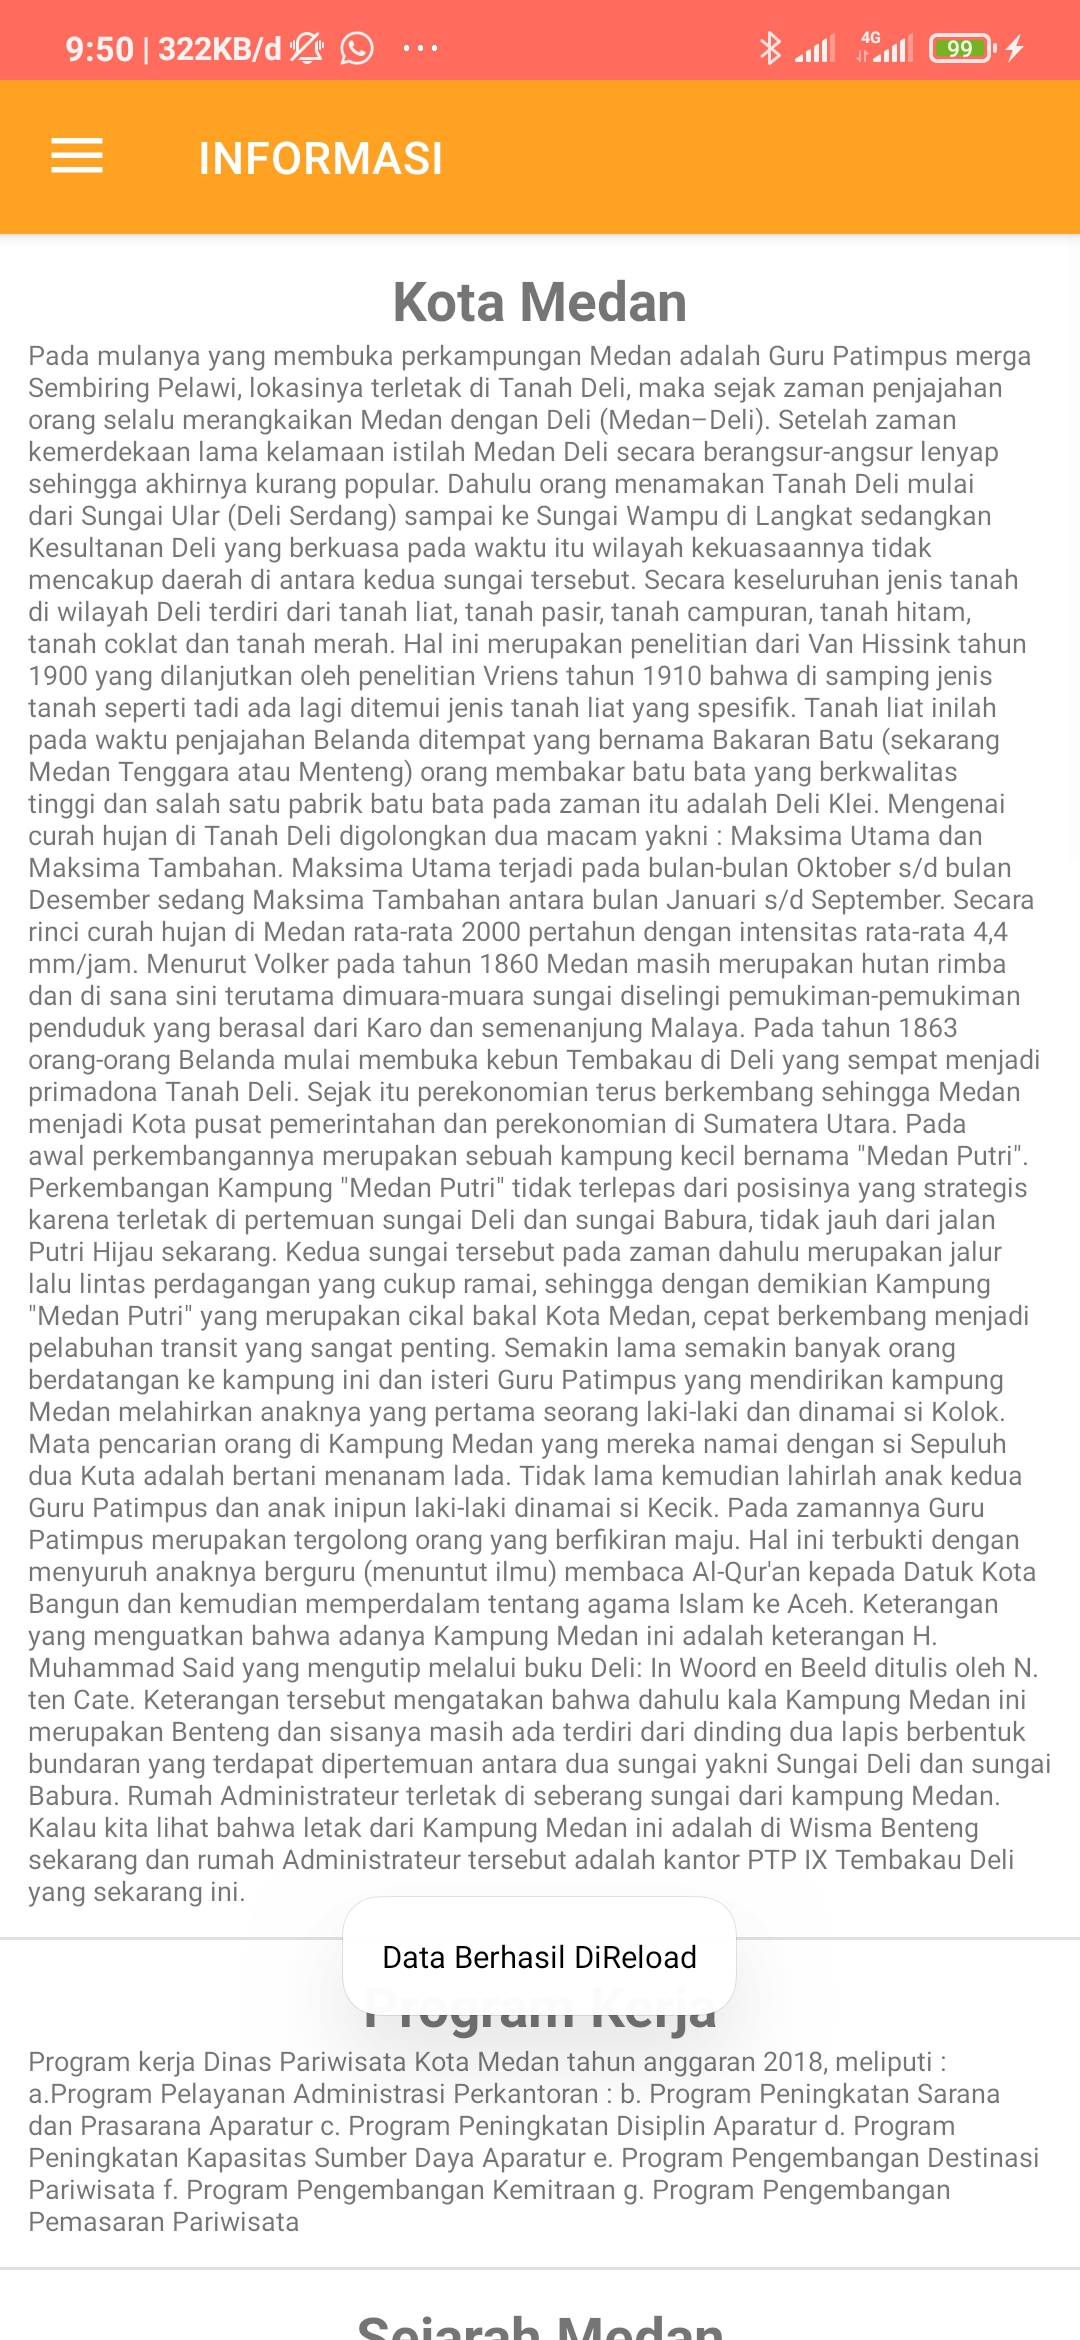 9:50 | 322KB/d ...
4G
99
INFORMASI
Kota Medan
Pada mulanya yang membuka perkampungan Medan adalah Guru Patimpus merga
Sembiring Pelawi, lokasinya terletak di Tanah Deli, maka sejak zaman penjajahan
orang selalu merangkaikan Medan dengan Deli (Medan–Deli). Setelah zaman
kemerdekaan lama kelamaan istilah Medan Deli secara berangsur-angsur lenyap
sehingga akhirnya kurang popular. Dahulu orang menamakan Tanah Deli mulai
dari Sungai Ular (Deli Serdang) sampai ke Sungai Wampu di Langkat sedangkan
Kesultanan Deli yang berkuasa pada waktu itu wilayah kekuasaannya tidak
mencakup daerah di antara kedua sungai tersebut. Secara keseluruhan jenis tanah
di wilayah Deli terdiri dari tanah liat, tanah pasir, tanah campuran, tanah hitam,
tanah coklat dan tanah merah. Hal ini merupakan penelitian dari Van Hissink tahun
1900 yang dilanjutkan oleh penelitian Vriens tahun 1910 bahwa di samping jenis
tanah seperti tadi ada lagi ditemui jenis tanah liat yang spesifik. Tanah liat inilah
pada waktu penjajahan Belanda ditempat yang bernama Bakaran Batu (sekarang
Medan Tenggara atau Menteng) orang membakar batu bata yang berkwalitas
tinggi dan salah satu pabrik batu bata pada zaman itu adalah Deli Klei. Mengenai
curah hujan di Tanah Deli digolongkan dua macam yakni : Maksima Utama dan
Maksima Tambahan. Maksima Utama terjadi pada bulan-bulan Oktober s/d bulan
Desember sedang Maksima Tambahan antara bulan Januari s/d September. Secara
rinci curah hujan di Medan rata-rata 2000 pertahun dengan intensitas rata-rata 4,4
mm/jam. Menurut Volker pada tahun 1860 Medan masih merupakan hutan rimba
dan di sana sini terutama dimuara-muara sungai diselingi pemukiman-pemukiman
penduduk yang berasal dari Karo dan semenanjung Malaya. Pada tahun 1863
orang-orang Belanda mulai membuka kebun Tembakau di Deli yang sempat menjadi
primadona Tanah Deli. Sejak itu perekonomian terus berkembang sehingga Medan
menjadi Kota pusat pemerintahan dan perekonomian di Sumatera Utara. Pada
awal perkembangannya merupakan sebuah kampung kecil bernama "Medan Putri".
Perkembangan Kampung "Medan Putri" tidak terlepas dari posisinya yang strategis
karena terletak di pertemuan sungai Deli dan sungai Babura, tidak jauh dari jalan
Putri Hijau sekarang. Kedua sungai tersebut pada zaman dahulu merupakan jalur
lalu lintas perdagangan yang cukup ramai, sehingga dengan demikian Kampung
"Medan Putri" yang merupakan cikal bakal Kota Medan, cepat berkembang menjadi
pelabuhan transit yang sangat penting. Semakin lama semakin banyak orang
berdatangan ke kampung ini dan isteri Guru Patimpus yang mendirikan kampung
Medan melahirkan anaknya yang pertama seorang laki-laki dan dinamai si Kolok.
Mata pencarian orang di Kampung Medan yang mereka namai dengan si Sepuluh
dua Kuta adalah bertani menanam lada. Tidak lama kemudian lahirlah anak kedua
Guru Patimpus dan anak inipun laki-laki dinamai si Kecik. Pada zamannya Guru
Patimpus merupakan tergolong orang yang berfikiran maju. Hal ini terbukti dengan
menyuruh anaknya berguru (menuntut ilmu) membaca Al-Qur'an kepada Datuk Kota
Bangun dan kemudian memperdalam tentang agama Islam ke Aceh. Keterangan
yang menguatkan bahwa adanya Kampung Medan ini adalah keterangan H.
Muhammad Said yang mengutip melalui buku Deli: In Woord en Beeld ditulis oleh N.
ten Cate. Keterangan tersebut mengatakan bahwa dahulu kala Kampung Medan ini
merupakan Benteng dan sisanya masih ada terdiri dari dinding dua lapis berbentuk
bundaran yang terdapat dipertemuan antara dua sungai yakni Sungai Deli dan sungai
Babura. Rumah Administrateur terletak di seberang sungai dari kampung Medan.
Kalau kita lihat bahwa letak dari Kampung Medan ini adalah di Wisma Benteng
sekarang dan rumah Administrateur tersebut adalah kantor PTP IX Tembakau Deli
yang sekarang ini.
Data Berhasil DiReload
Program Kerja
Program kerja Dinas Pariwisata Kota Medan tahun anggaran 2018, meliputi :
a.Program Pelayanan Administrasi Perkantoran : b. Program Peningkatan Sarana
dan Prasarana Aparatur c. Program Peningkatan Disiplin Aparatur d. Program
Peningkatan Kapasitas Sumber Daya Aparatur e. Program Pengembangan Destinasi
Pariwisata f. Program Pengembangan Kemitraan g. Program Pengembangan
Pemasaran Pariwisata
Sejarah Medan